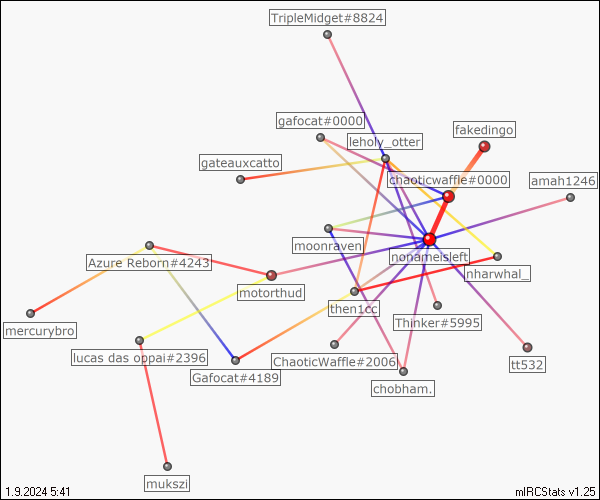 TripleMidget#8824
gafocat#0000
fakedingo
leholy_otter
gateauxcatto
chaoticwaffle#0000
amah1246
moonraven
nonameisleft
Azure Reborn#4243
nharwhal_
motorthud
then1cc
Thinker#5995
mercurybro
lucas das oppai#2396
ChaoticWaffle#2006
tt532
Gafocat#4189
chobham.
mukszi
1.9.2024 5:41
mIRCStats v1.25